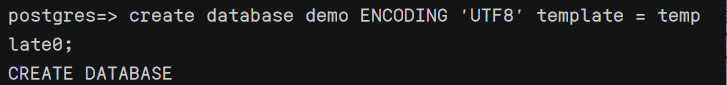 postgres=> create database demo ENCODING 'UTF8' template = temp
late0;
CREATE DATABASE